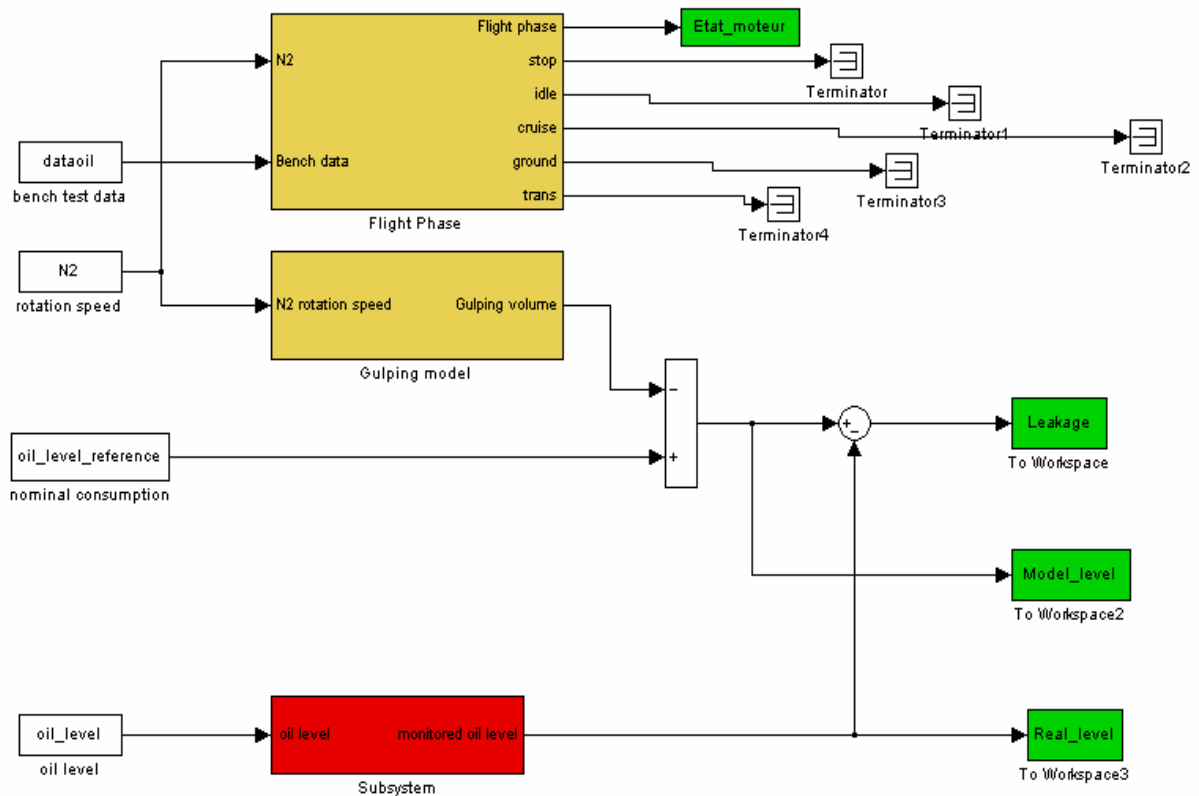 Flight phase
Etat_moteur
N2
stop
Terminator
idle
Terminator1
cruise
Terminator2
dataoil
bench test data
Bench data
ground
Terminator3
trans
Terminator4
Flight Phase
N2
rotation speed
N2 rotation speed
Gulping volume
Gulping model
-
+
oil_level_reference
nominal consumption
+
-
Leakage
To Workspace
Model_level
To Workspace2
oil_level
oil level
oil level
monitored oil level
Subsystem
Real_level
To Workspace3